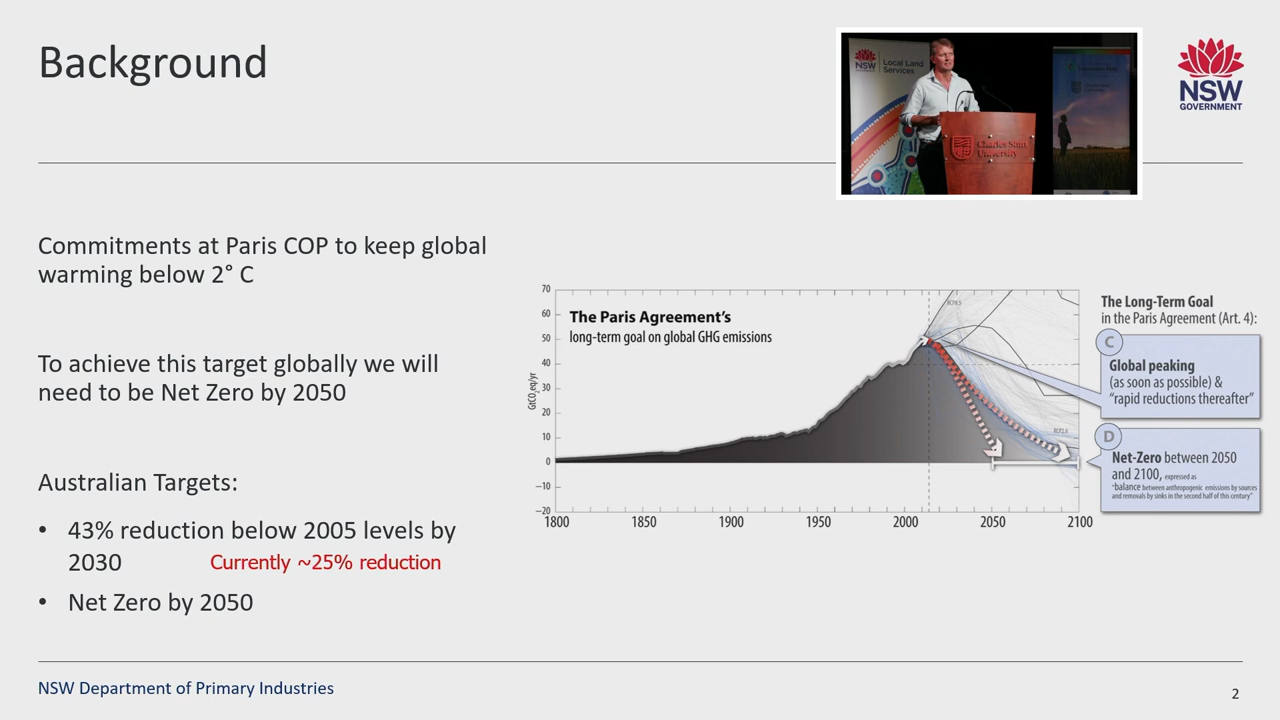 Background
Local Land
Services
Charles Sturt
University
NSW
GOVERNMENT
Commitments at Paris COP to keep global
warming below 2° C
To achieve this target globally we will
need to be Net Zero by 2050
Australian Targets:
• 43% reduction below 2005 levels by
2030
Currently ~25% reduction
• Net Zero by 2050
The Paris Agreement's
long-term goal on global GHG emissions
GtCO₂eq/yr
70
60
50
40
30
20
10
0
−10
−20
1800 1850 1900 1950 2000 2050 2100
RCP8.5
RCP2.6
The Long-Term Goal
in the Paris Agreement (Art. 4):
C
Global peaking
(as soon as possible) &
"rapid reductions thereafter"
D
Net-Zero between 2050
and 2100, expressed as
"balance between anthropogenic emissions by sources
and removals by sinks in the second half of this century"
NSW Department of Primary Industries
2